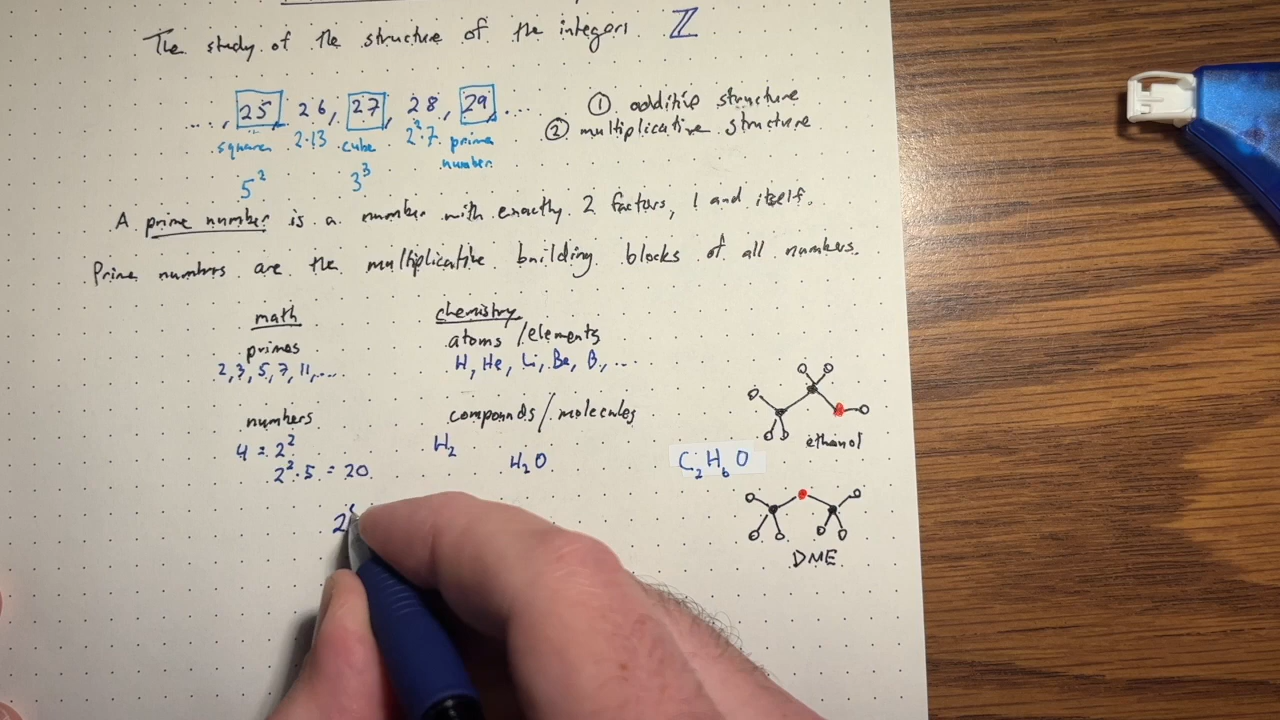 The study of the structure of the integers ℤ
..., 25, 26, 27, 28, 29, ...
① additive structure
② multiplicative structure
square 2·13 cube 2²·7 prime number
5² 3³
A prime number is a number with exactly 2 factors, 1 and itself.
Prime numbers are the multiplicative building blocks of all numbers.
math chemistry
primes atoms/elements
2, 3, 5, 7, 11, ... H, He, Li, Be, B, ...
numbers compounds/molecules
4 = 2² H₂
2²·5 = 20 H₂O C₂H₆O
ethanol
2
DME